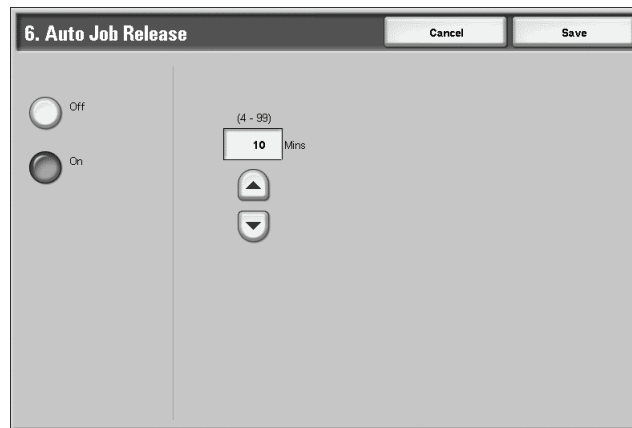 6. Auto Job Release
Cancel
Save
Off
On
(4 - 99)
10 Mins